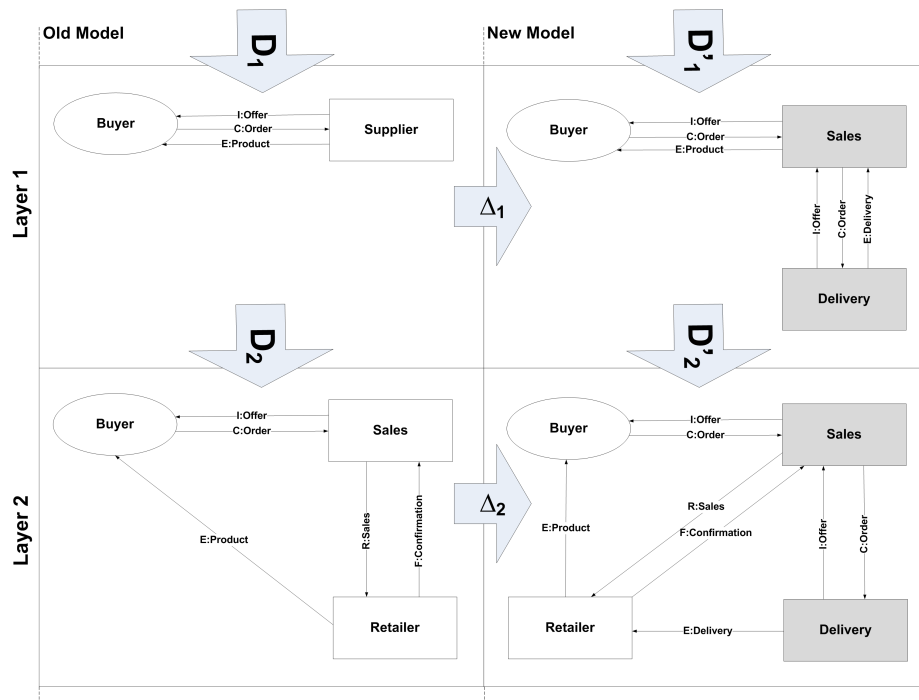 Old Model
New Model
D1
D'1
Layer 1
Buyer
I:Offer
C:Order
E:Product
Supplier
Δ1
Buyer
I:Offer
C:Order
E:Product
Sales
I:Offer
C:Order
E:Delivery
Delivery
D2
D'2
Layer 2
Buyer
I:Offer
C:Order
Sales
E:Product
R:Sales
F:Confirmation
Retailer
Δ2
Buyer
I:Offer
C:Order
Sales
E:Product
R:Sales
F:Confirmation
I:Offer
C:Order
Retailer
E:Delivery
Delivery